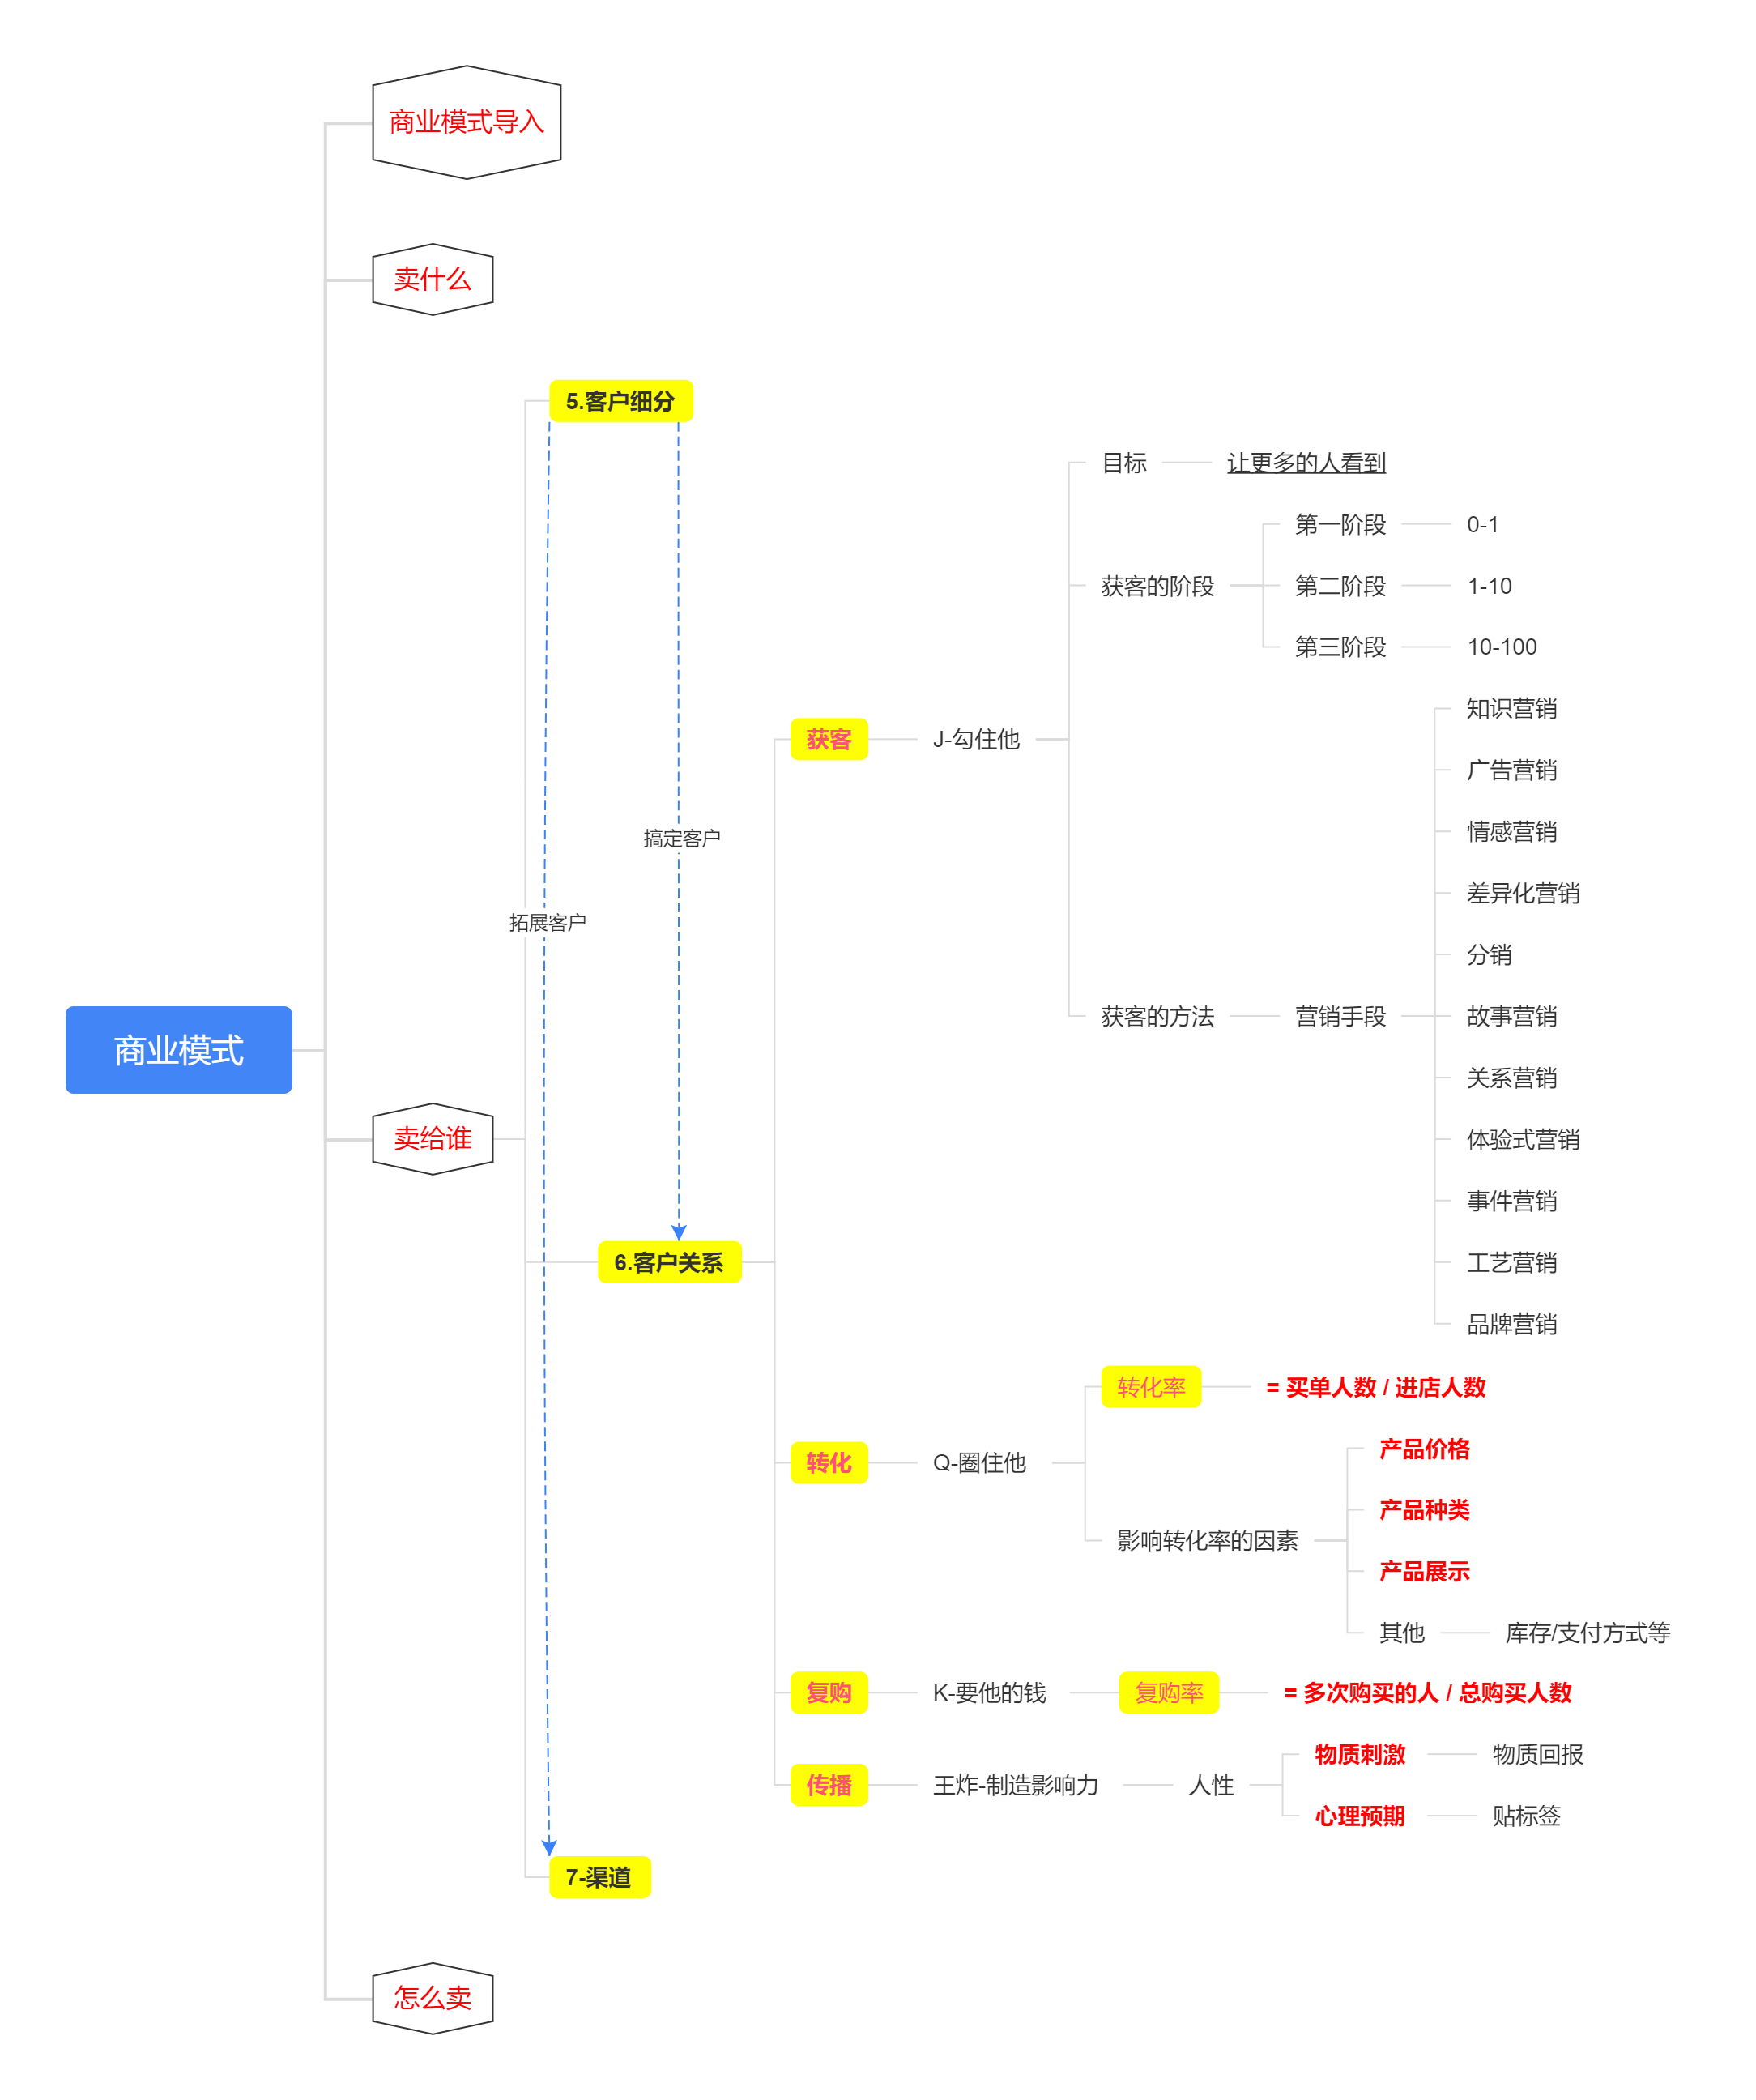 商业模式
商业模式导入
卖什么
卖给谁
5.客户细分
搞定客户
拓展客户
6.客户关系
获客
J-勾住他
目标
让更多的人看到
获客的阶段
第一阶段
0-1
第二阶段
1-10
第三阶段
10-100
获客的方法
营销手段
知识营销
广告营销
情感营销
差异化营销
分销
故事营销
关系营销
体验式营销
事件营销
工艺营销
品牌营销
转化
Q-圈住他
转化率
= 买单人数 / 进店人数
影响转化率的因素
产品价格
产品种类
产品展示
其他
库存/支付方式等
复购
K-要他的钱
复购率
= 多次购买的人 / 总购买人数
传播
王炸-制造影响力
人性
物质刺激
物质回报
心理预期
贴标签
7-渠道
怎么卖